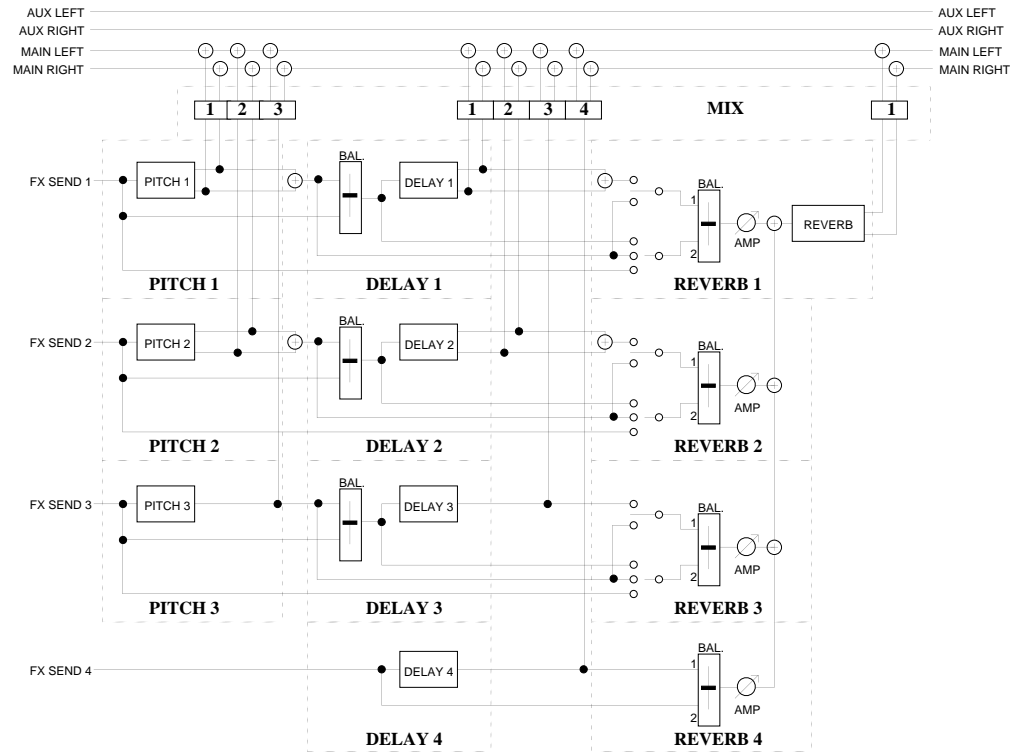 AUX LEFT AUX LEFT
AUX RIGHT AUX RIGHT
MAIN LEFT MAIN LEFT
MAIN RIGHT MAIN RIGHT
1 2 3 1 2 3 4 MIX 1
BAL. BAL.
FX SEND 1 PITCH 1 DELAY 1
1
REVERB
AMP
2
PITCH 1 DELAY 1 REVERB 1
BAL. BAL.
FX SEND 2 PITCH 2 DELAY 2
1
AMP
2
PITCH 2 DELAY 2 REVERB 2
BAL. BAL.
FX SEND 3 PITCH 3 DELAY 3
1
AMP
2
PITCH 3 DELAY 3 REVERB 3
BAL.
FX SEND 4 DELAY 4 1
AMP
2
DELAY 4 REVERB 4